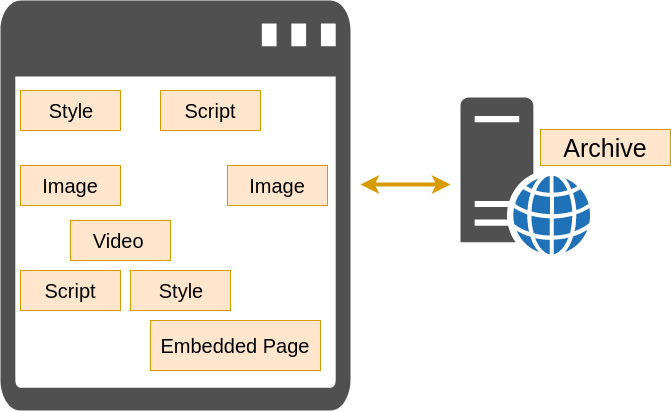 Style
Script
Archive
Image
Image
Video
Script
Style
Embedded Page